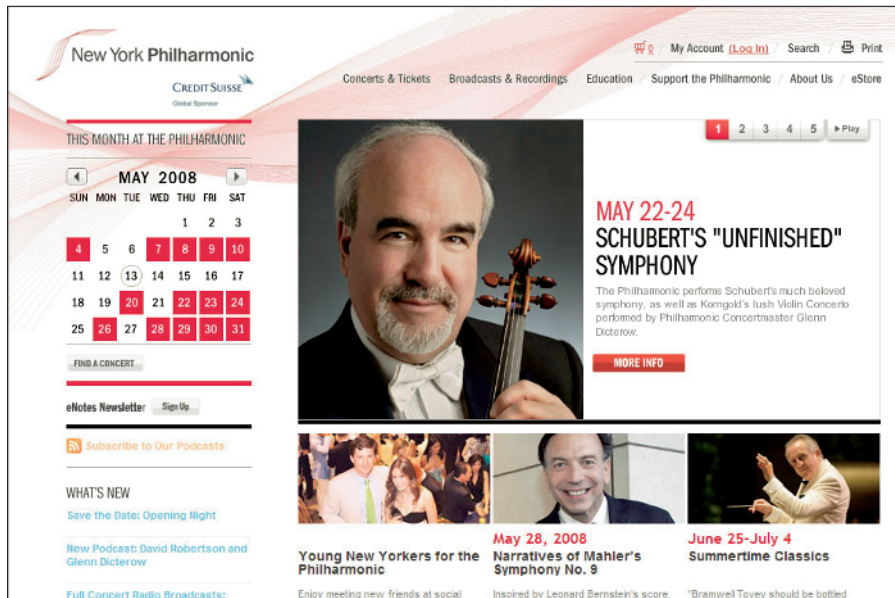 New York Philharmonic
CREDIT SUISSE
Global Sponsor
0 / My Account (Log In) / Search / Print
Concerts & Tickets / Broadcasts & Recordings / Education / Support the Philharmonic / About Us / eStore
THIS MONTH AT THE PHILHARMONIC
MAY 2008
SUN MON TUE WED THU FRI SAT
1 2 3
4 5 6 7 8 9 10
11 12 13 14 15 16 17
18 19 20 21 22 23 24
25 26 27 28 29 30 31
FIND A CONCERT
eNotes Newsletter Sign Up
Subscribe to Our Podcasts
WHAT'S NEW
Save the Date: Opening Night
New Podcast: David Robertson and
Glenn Dicterow
Full Concert Radio Broadcasts:
1 2 3 4 5 Play
MAY 22-24
SCHUBERT'S "UNFINISHED"
SYMPHONY
The Philharmonic performs Schubert's much beloved
symphony, as well as Korngold's lush Violin Concerto
performed by Philharmonic Concertmaster Glenn
Dicterow.
MORE INFO
Young New Yorkers for the
Philharmonic
Enjoy meeting new friends at social
May 28, 2008
Narratives of Mahler's
Symphony No. 9
Inspired by Leonard Bernstein's score,
June 25-July 4
Summertime Classics
"Bramwell Tovey should be bottled